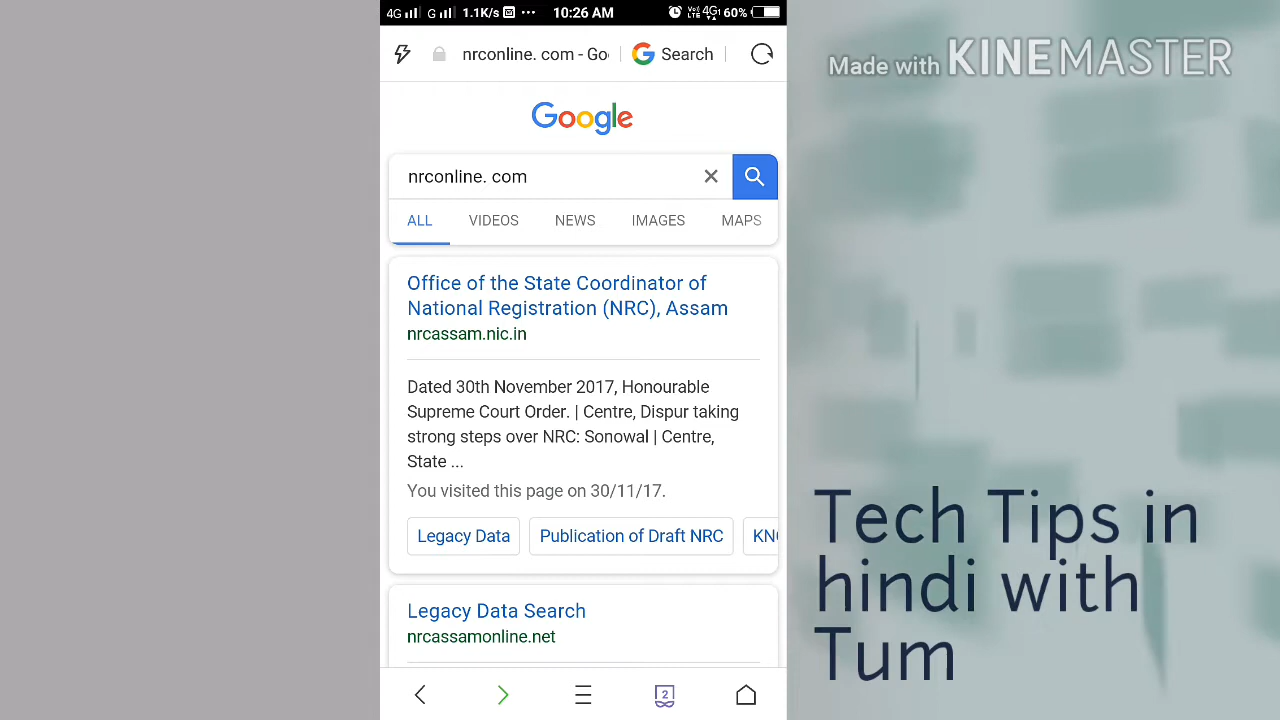 4G G 1.1K/s ... 10:26 AM VoLTE 4G 60%
nrconline. com - Go Search
Google
nrconline. com
ALL VIDEOS NEWS IMAGES MAPS
Office of the State Coordinator of
National Registration (NRC), Assam
nrcassam.nic.in
Dated 30th November 2017, Honourable
Supreme Court Order. | Centre, Dispur taking
strong steps over NRC: Sonowal | Centre,
State ...
You visited this page on 30/11/17.
Legacy Data Publication of Draft NRC KN
Legacy Data Search
nrcassamonline.net
2
Made with KINEMASTER
Tech Tips in
hindi with
Tum